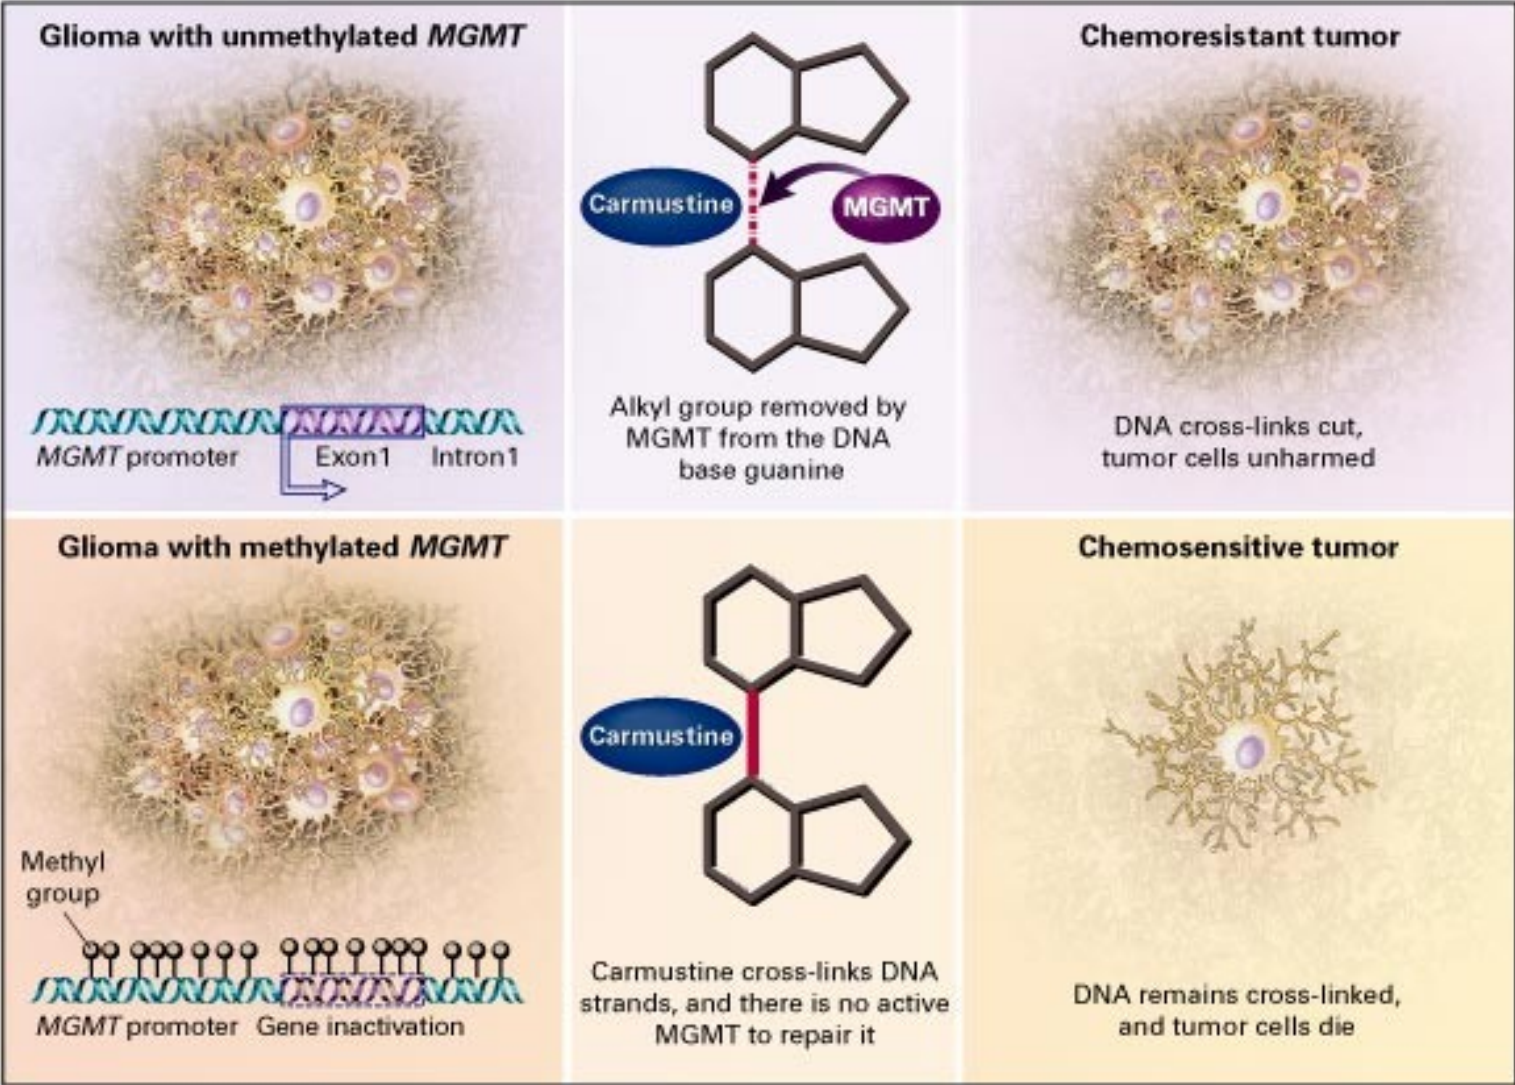 Glioma with unmethylated MGMT
MGMT promoter
Exon1
Intron1
Carmustine
MGMT
Alkyl group removed by
MGMT from the DNA
base guanine
Chemoresistant tumor
DNA cross-links cut,
tumor cells unharmed
Glioma with methylated MGMT
Methyl
group
MGMT promoter
Gene inactivation
Carmustine
Carmustine cross-links DNA
strands, and there is no active
MGMT to repair it
Chemosensitive tumor
DNA remains cross-linked,
and tumor cells die